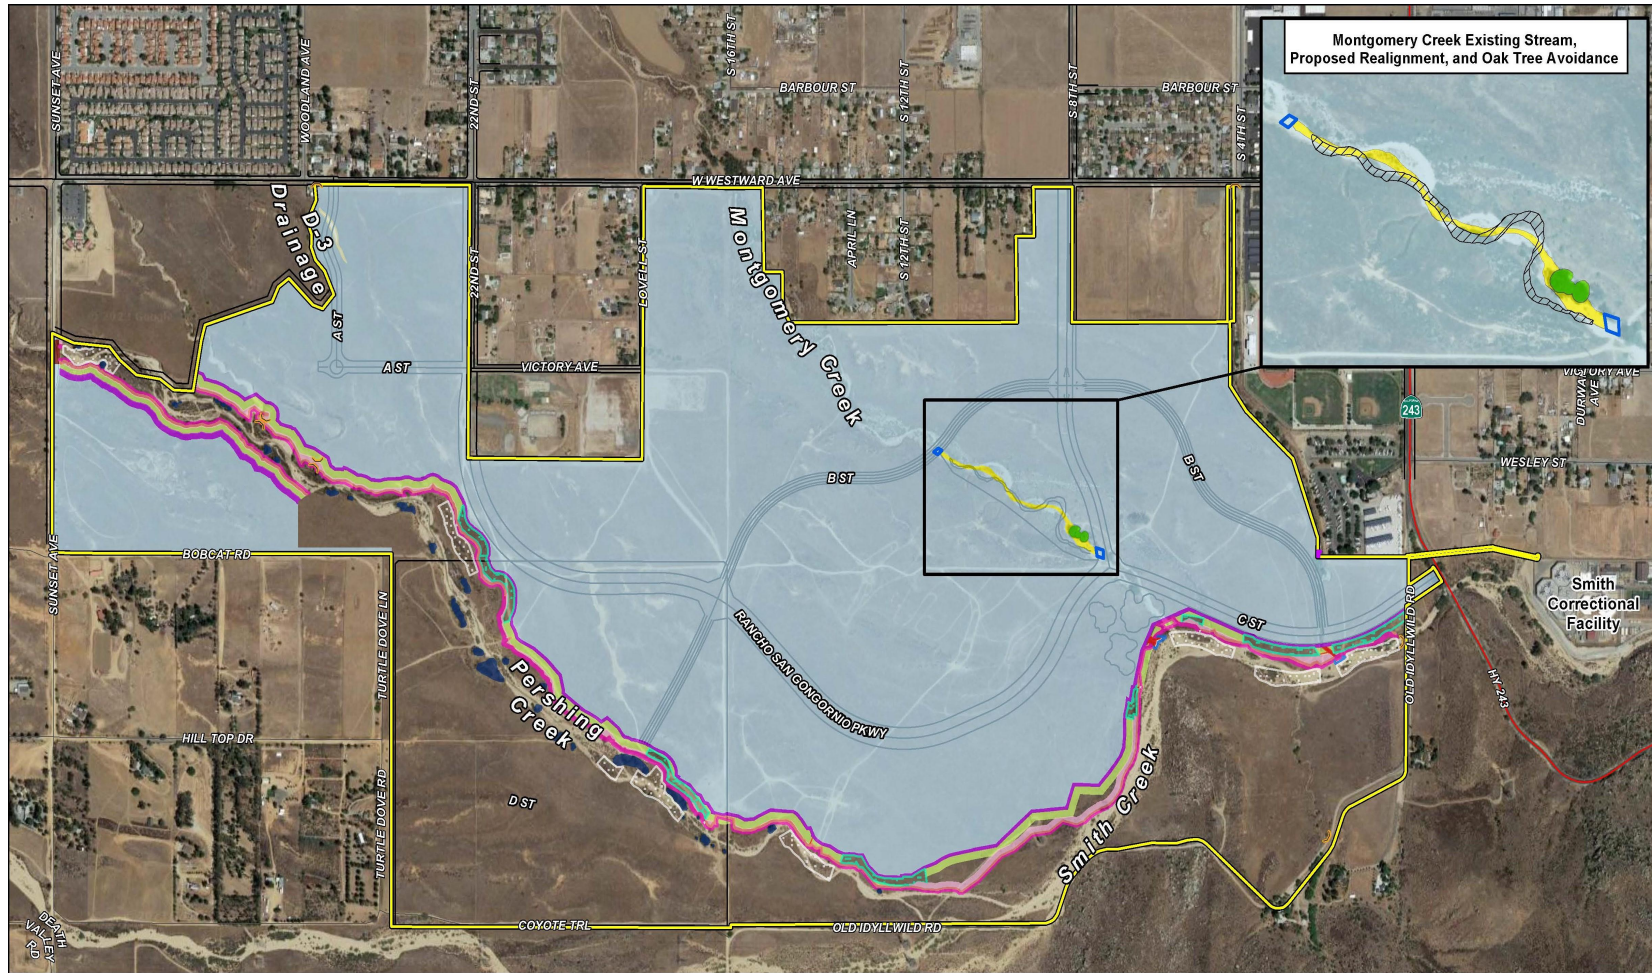 Montgomery Creek Existing Stream,
Proposed Realignment, and Oak Tree Avoidance
SUNSET AVE
WOODLAND AVE
22ND ST
S 16TH ST
BARBOUR ST
S 12TH ST
S 8TH ST
BARBOUR ST
S 4TH ST
W WESTWARD AVE
D-3
Drainage
22ND ST
LOVELL ST
Montgomery Creek
APRIL LN
S 12TH ST
A ST
A ST
VICTORY AVE
VICTORY AVE
243
WESLEY ST
B ST
B ST
BOBCAT RD
SUNSET AVE
TURTLE DOVE LN
RANCHO SAN GONGORNIO PKWY
C ST
OLD IDYLLWILD RD
Smith
Correctional
Facility
HY 243
Pershing
Creek
HILL TOP DR
D ST
TURTLE DOVE RD
Smith Creek
COYOTE TRL
OLD IDYLLWILD RD
DEATH
VALLEY
RD